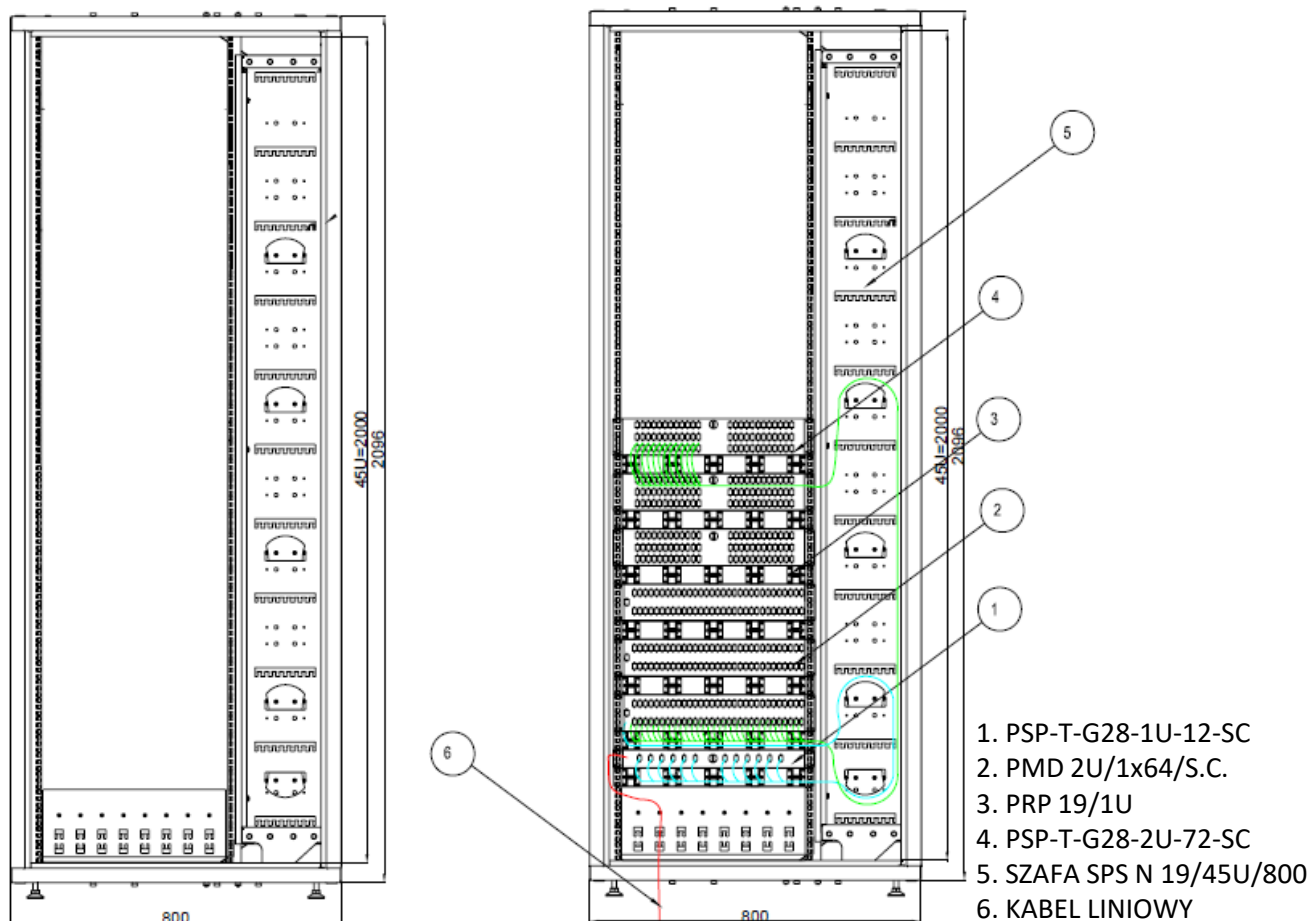 45U=2000
2096
800
5
4
45U=2000
2096
3
2
1
6
800
1. PSP-T-G28-1U-12-SC
2. PMD 2U/1x64/S.C.
3. PRP 19/1U
4. PSP-T-G28-2U-72-SC
5. SZAFA SPS N 19/45U/800
6. KABEL LINIOWY